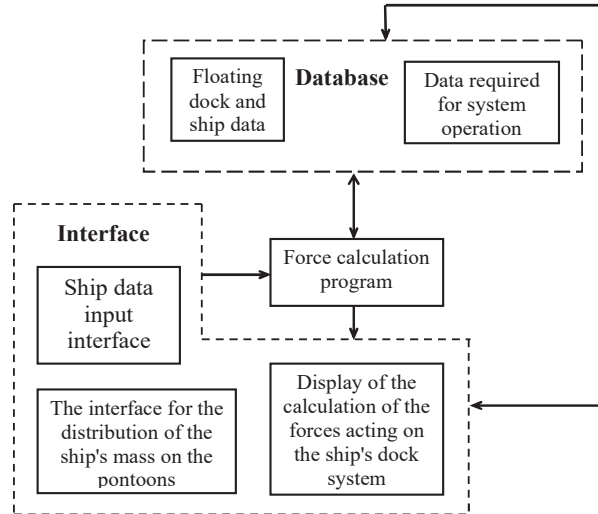 Database
Floating
dock and
ship data
Data required
for system
operation
Interface
Ship data
input
interface
Force calculation
program
The interface for the
distribution of the
ship's mass on the
pontoons
Display of the
calculation of the
forces acting on
the ship's dock
system